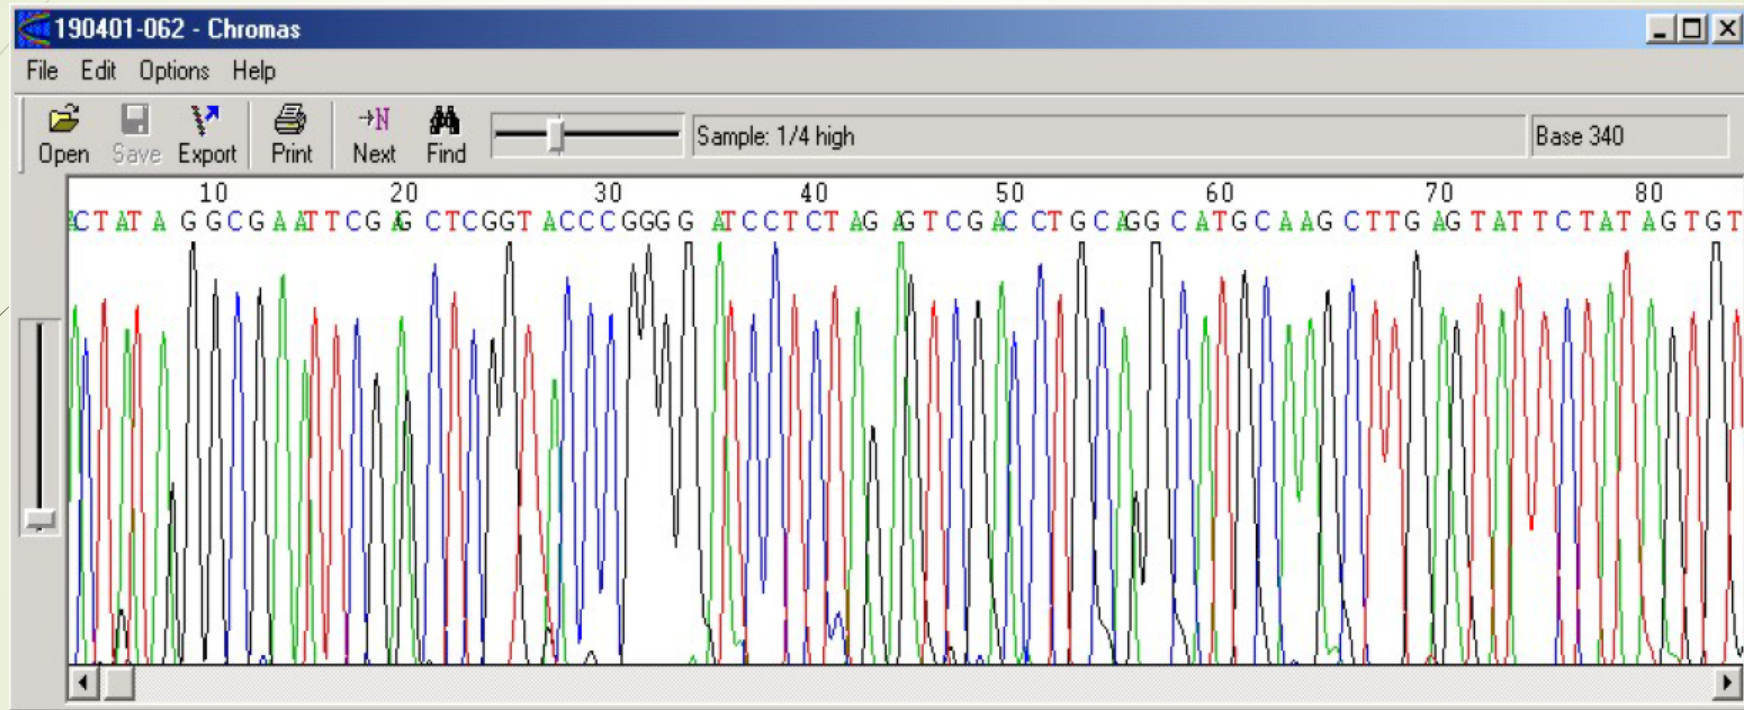 190401-062 - Chromas
File Edit Options Help
Open Save Export Print →N Next Find Sample: 1/4 high Base 340
10 20 30 40 50 60 70 80
ACTATAGGCGAATTCGAGCTCGGTACCCGGGGATCCTCTAGAGTCGACCTGCAGGCATGCAAGCTTGAGTATTCTATAGTGT